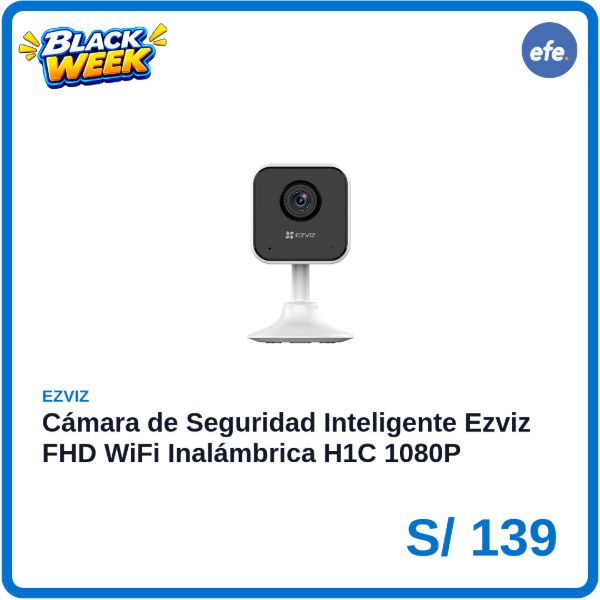 BLACK
WEEK
efe.
EZVIZ
EZVIZ
Cámara de Seguridad Inteligente Ezviz
FHD WiFi Inalámbrica H1C 1080P
S/ 139